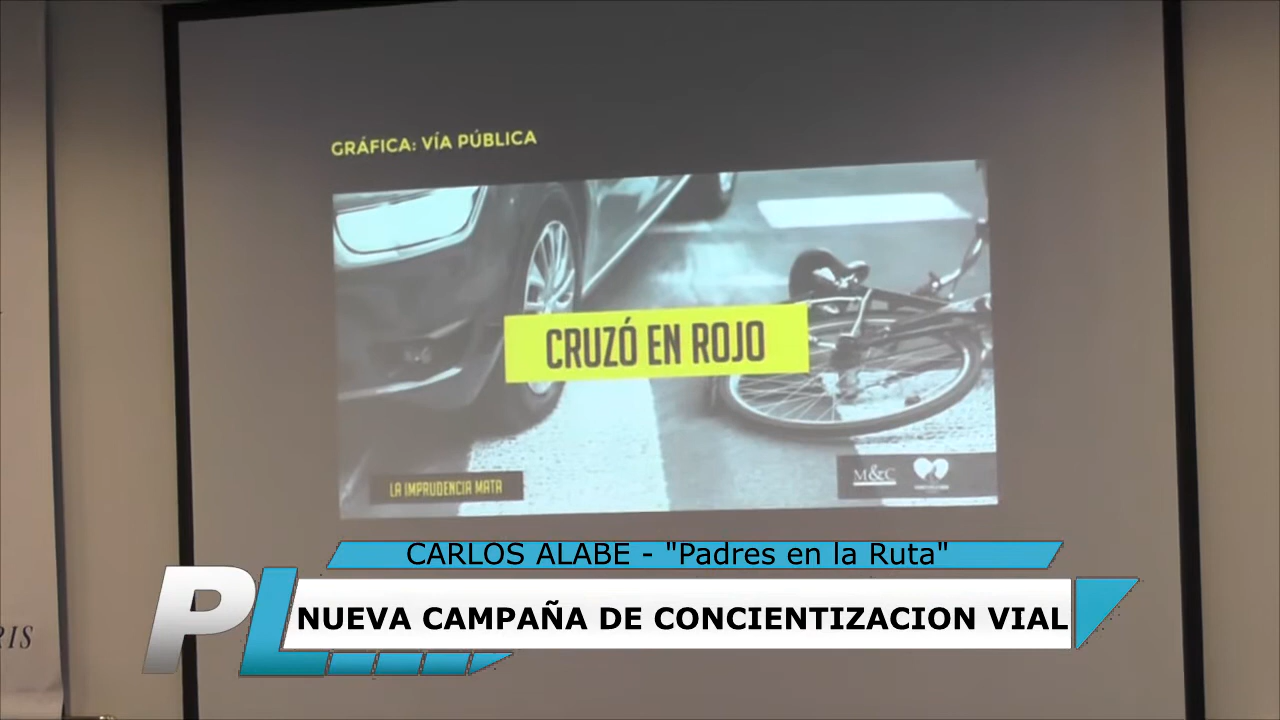 GRÁFICA: VÍA PÚBLICA
CRUZÓ EN ROJO
LA IMPRUDENCIA MATA
M&C
CARLOS ALABE - "Padres en la Ruta"
PL
NUEVA CAMPAÑA DE CONCIENTIZACION VIAL
RIS